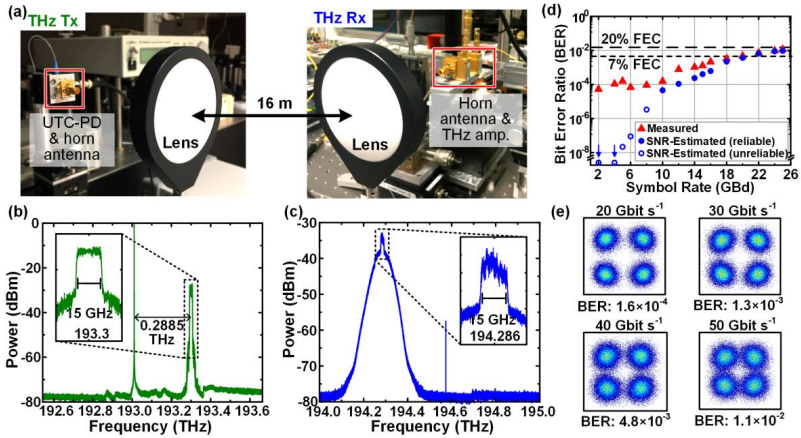 (a)
THz Tx
THz Rx
16 m
UTC-PD
& horn
antenna
Lens
Lens
Horn
antenna &
THz amp.
(b)
Power (dBm)
0
-20
-40
-60
-80
15 GHz
193.3
0.2885
THz
192.6 192.8 193.0 193.2 193.4 193.6
Frequency (THz)
(c)
Power (dBm)
-30
-40
-50
-60
-70
-80
15 GHz
194.286
194.0 194.2 194.4 194.6 194.8 195.0
Frequency (THz)
(d)
Bit Error Ratio (BER)
10⁰
10⁻²
10⁻⁴
10⁻⁶
10⁻⁸
20% FEC
7% FEC
Measured
SNR-Estimated (reliable)
SNR-Estimated (unreliable)
2 4 6 8 10 12 14 16 18 20 22 24 26
Symbol Rate (GBd)
(e)
20 Gbit s⁻¹
30 Gbit s⁻¹
BER: 1.6×10⁻⁴
BER: 1.3×10⁻³
40 Gbit s⁻¹
50 Gbit s⁻¹
BER: 4.8×10⁻³
BER: 1.1×10⁻²